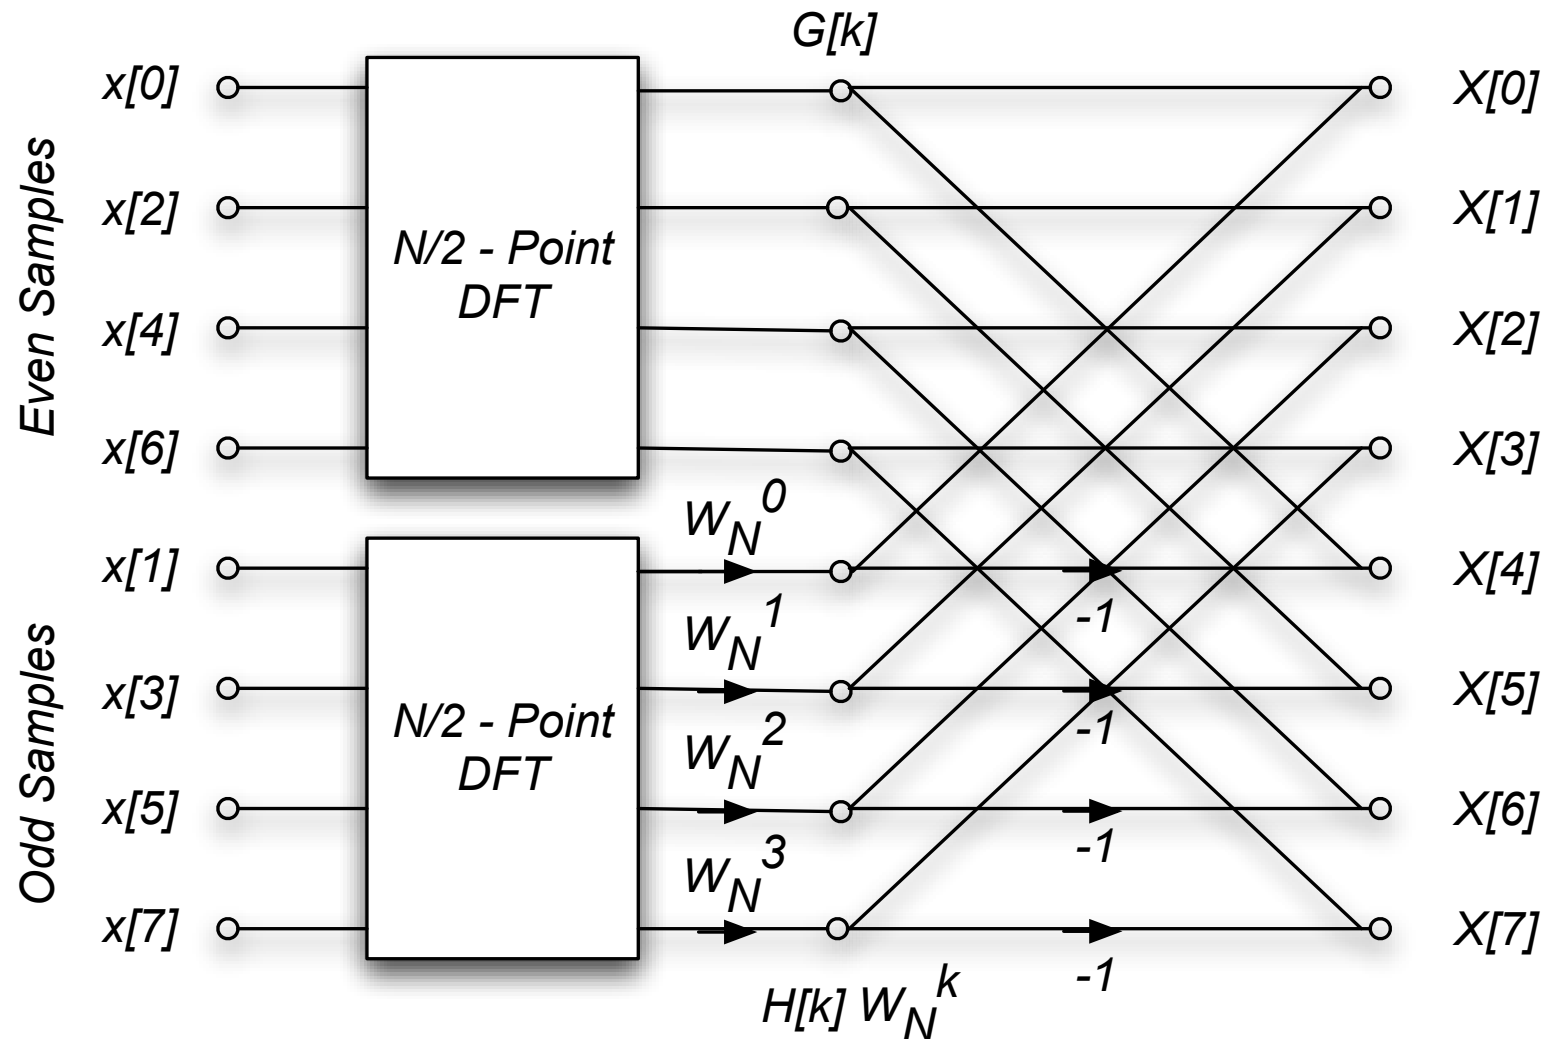 G[k]
x[0]
X[0]
x[2]
X[1]
N/2 - Point
DFT
x[4]
X[2]
x[6]
X[3]
Even Samples
W_N^0
x[1]
X[4]
-1
W_N^1
x[3]
X[5]
-1
N/2 - Point
DFT
W_N^2
x[5]
X[6]
-1
W_N^3
x[7]
X[7]
-1
Odd Samples
H[k] W_N^k